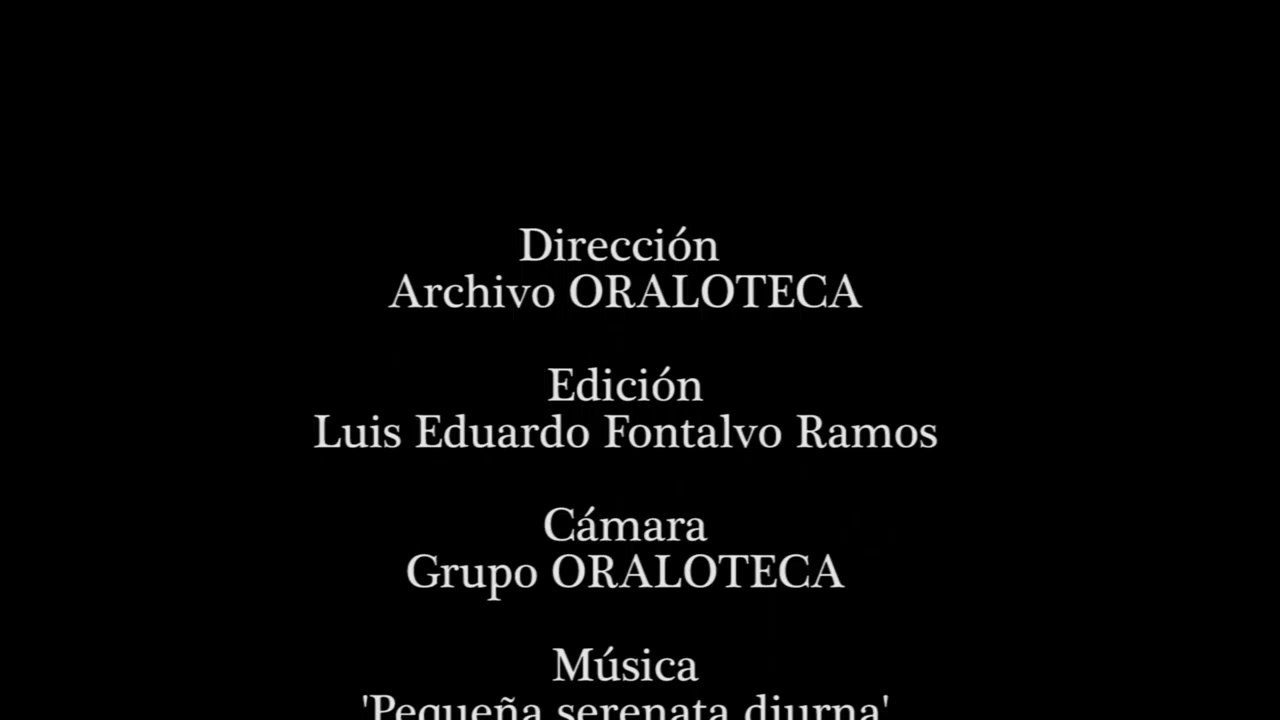 Dirección
Archivo ORALOTECA
Edición
Luis Eduardo Fontalvo Ramos
Cámara
Grupo ORALOTECA
Música
'Pequeña serenata diurna'